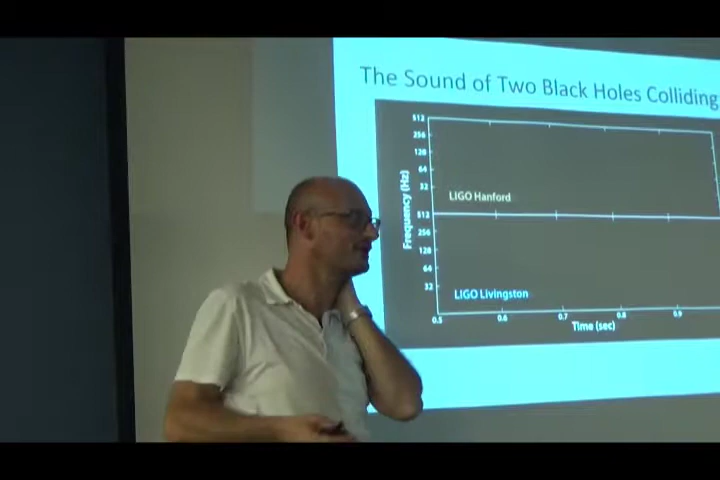 The Sound of Two Black Holes Colliding
512
256
128
64
32
LIGO Hanford
Frequency (Hz)
512
256
128
64
32
LIGO Livingston
0.5 0.6 0.7 0.8 0.9
Time (sec)